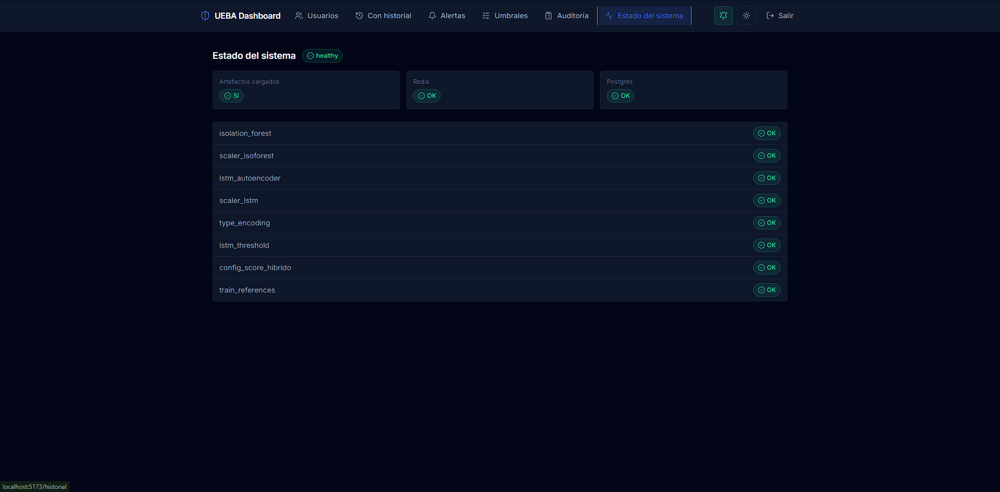 UEBA Dashboard Usuarios Con historial Alertas Umbrales Auditoría Estado del sistema Salir
Estado del sistema healthy
Artefactos cargados Redis Postgres
Sí OK OK
isolation_forest OK
scaler_isoforest OK
lstm_autoencoder OK
scaler_lstm OK
type_encoding OK
lstm_threshold OK
config_score_hibrido OK
train_references OK
localhost:5173/historial